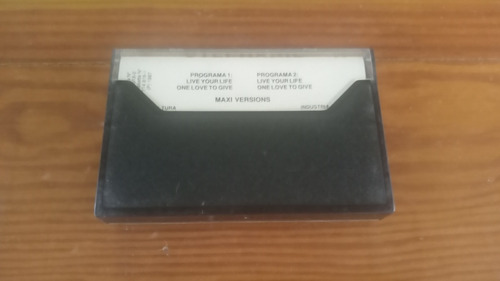 PROGRAMA 1:
LIVE YOUR LIFE
ONE LOVE TO GIVE
PROGRAMA 2:
LIVE YOUR LIFE
ONE LOVE TO GIVE
MAXI VERSIONS